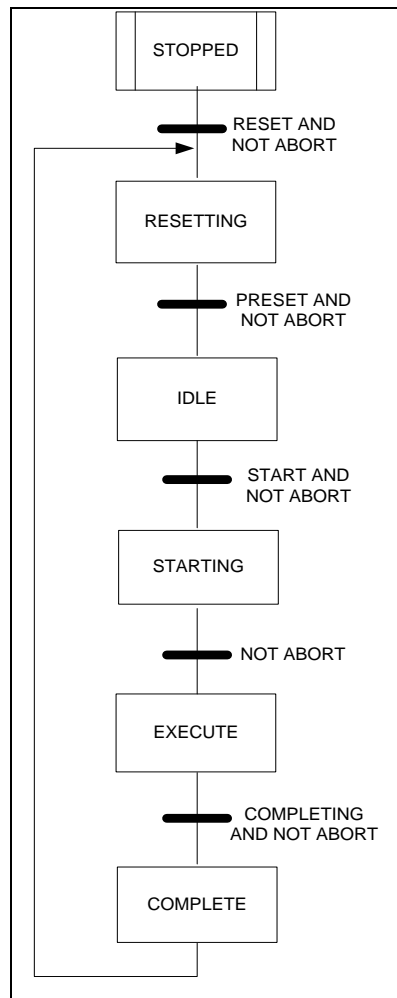 STOPPED
RESET AND
NOT ABORT
RESETTING
PRESET AND
NOT ABORT
IDLE
START AND
NOT ABORT
STARTING
NOT ABORT
EXECUTE
COMPLETING
AND NOT ABORT
COMPLETE